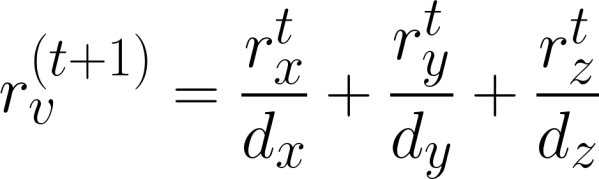 $r_v^{(t+1)} = \frac{r_x^t}{d_x} + \frac{r_y^t}{d_y} + \frac{r_z^t}{d_z}$